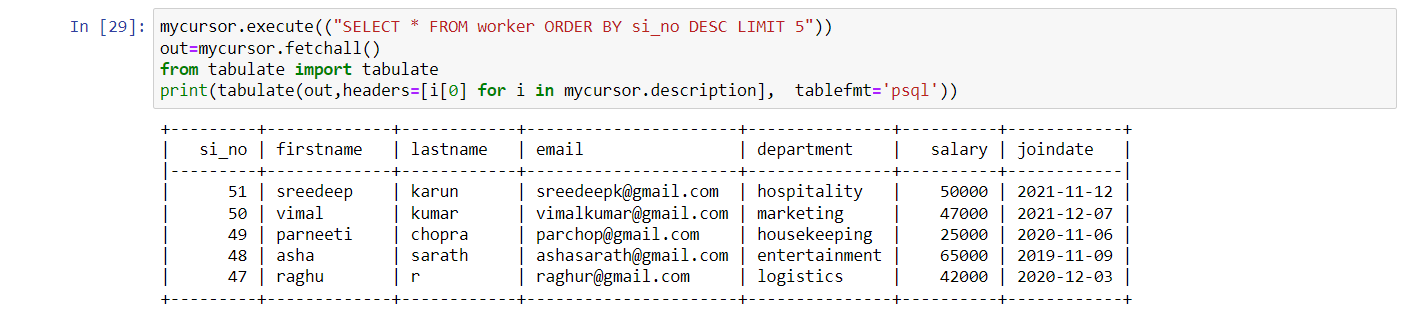 In [29]: mycursor.execute(("SELECT * FROM worker ORDER BY si_no DESC LIMIT 5"))
out=mycursor.fetchall()
from tabulate import tabulate
print(tabulate(out,headers=[i[0] for i in mycursor.description],  tablefmt='psql'))
+---------+-------------+------------+----------------------+---------------+----------+------------+
|   si_no | firstname   | lastname   | email                | department    |   salary | joindate   |
|---------+-------------+------------+----------------------+---------------+----------+------------|
|      51 | sreedeep    | karun      | sreedeepk@gmail.com  | hospitality   |    50000 | 2021-11-12 |
|      50 | vimal       | kumar      | vimalkumar@gmail.com | marketing     |    47000 | 2021-12-07 |
|      49 | parneeti    | chopra     | parchop@gmail.com    | housekeeping  |    25000 | 2020-11-06 |
|      48 | asha        | sarath     | ashasarath@gmail.com | entertainment |    65000 | 2019-11-09 |
|      47 | raghu       | r          | raghur@gmail.com     | logistics     |    42000 | 2020-12-03 |
+---------+-------------+------------+----------------------+---------------+----------+------------+